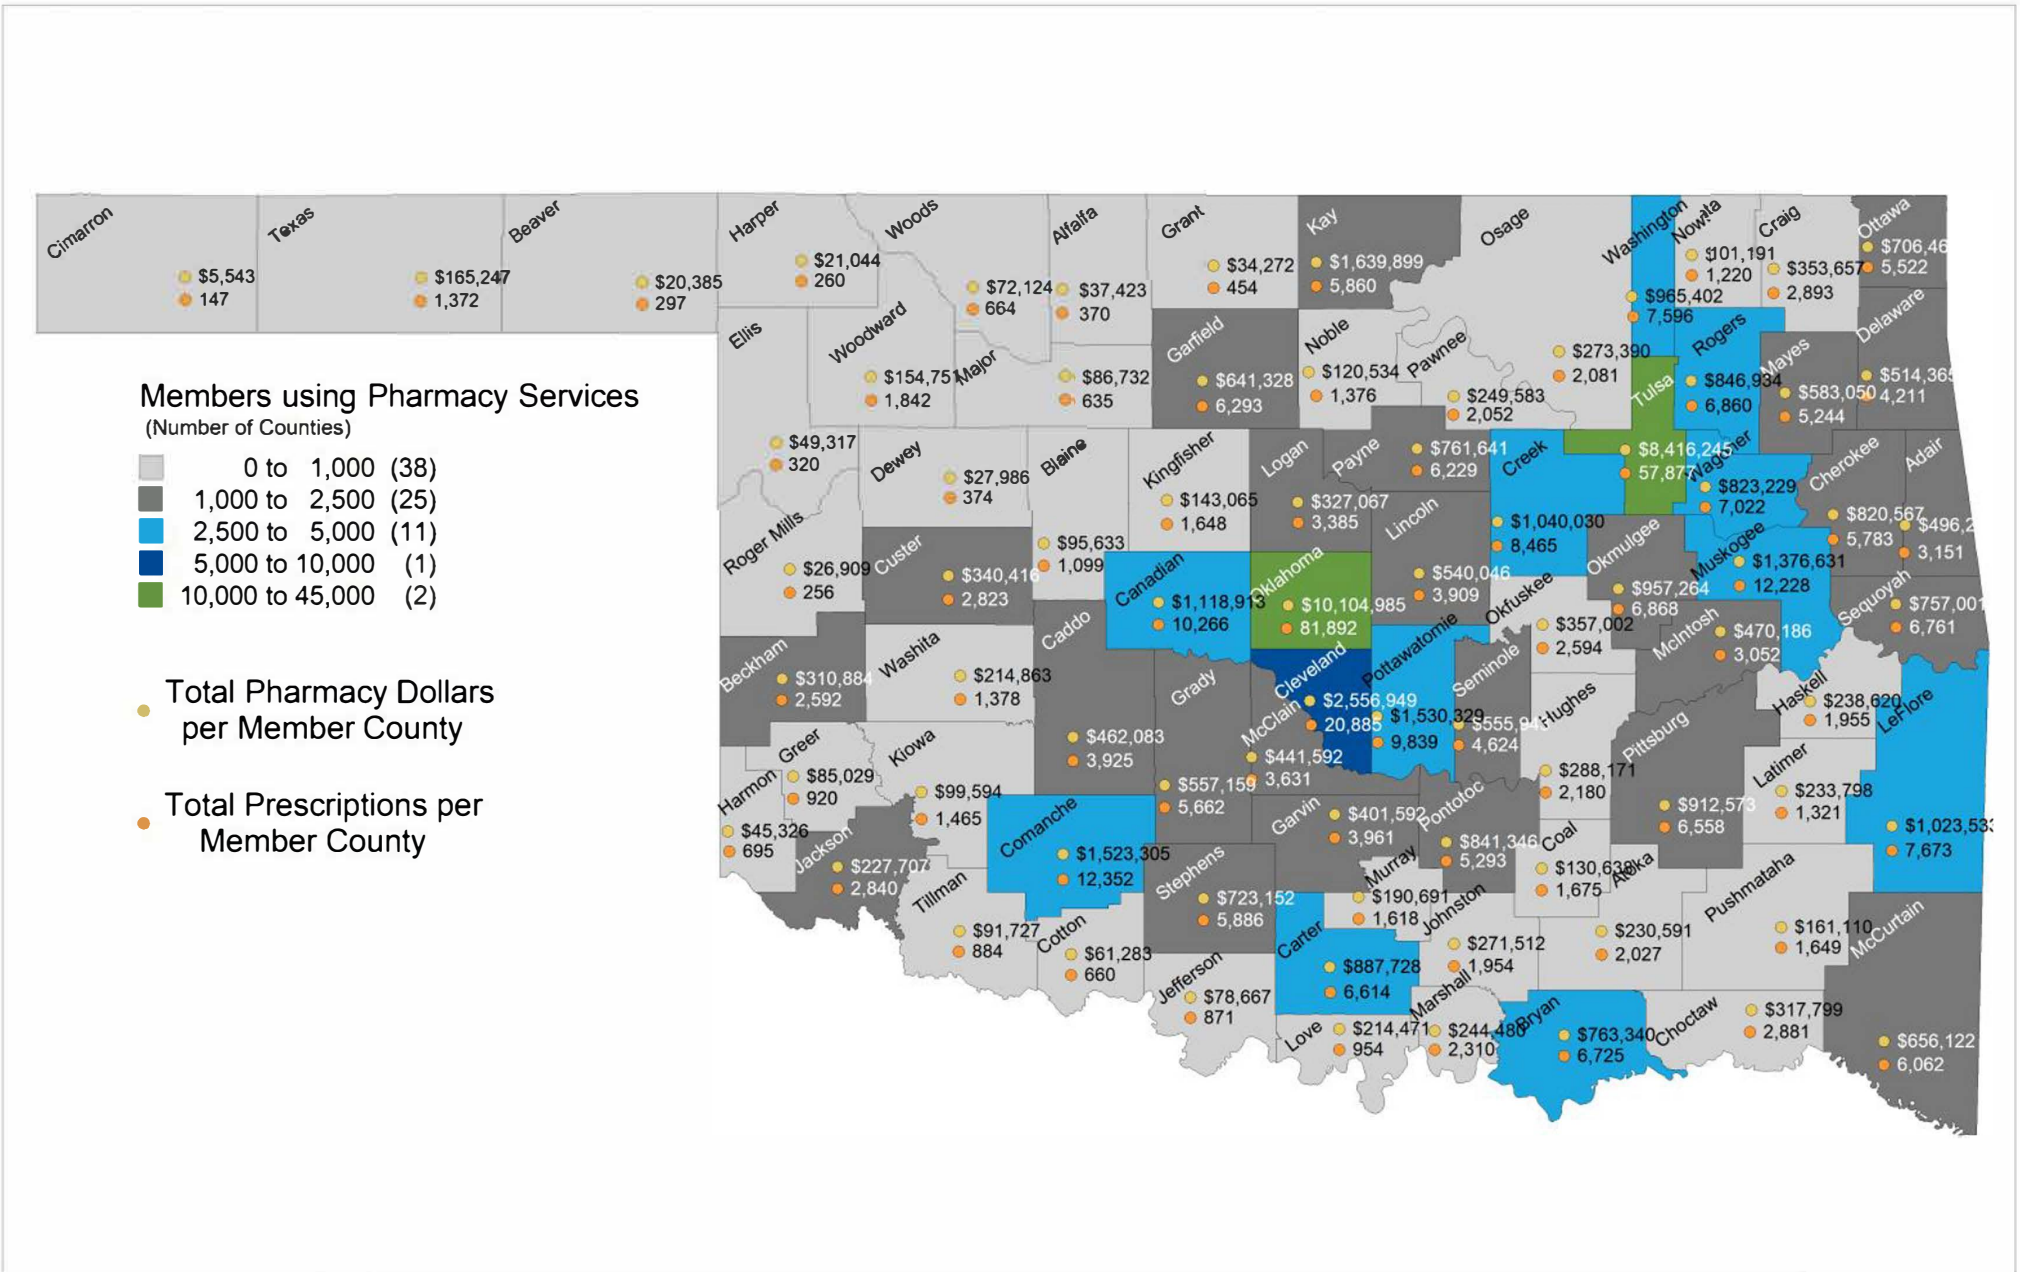 Cimarron
$5,543
147
Texas
$165,247
1,372
Beaver
$20,385
297
Harper
$21,044
260
Woods
$72,124
664
Alfalfa
$37,423
370
Grant
$34,272
454
Kay
$1,639,899
5,860
Osage
$273,390
2,081
Washington
$965,402
7,596
Nowata
$101,191
1,220
Craig
$353,657
2,893
Ottawa
$706,46
5,522
Ellis
$49,317
320
Woodward
$154,751
1,842
Major
$86,732
635
Garfield
$641,328
6,293
Noble
$120,534
1,376
Pawnee
$249,583
2,052
Tulsa
$8,416,245
57,877
Rogers
$846,934
6,860
Mayes
$583,050
5,244
Delaware
$514,365
4,211
Members using Pharmacy Services
(Number of Counties)
0 to 1,000 (38)
1,000 to 2,500 (25)
2,500 to 5,000 (11)
5,000 to 10,000 (1)
10,000 to 45,000 (2)
Total Pharmacy Dollars
per Member County
Total Prescriptions per
Member County
Roger Mills
$26,909
256
Dewey
$27,986
374
Custer
$340,416
2,823
Blaine
$95,633
1,099
Kingfisher
$143,065
1,648
Logan
$327,067
3,385
Payne
$761,641
6,229
Lincoln
$540,046
3,909
Creek
$1,040,030
8,465
Wagoner
$823,229
7,022
Cherokee
$820,567
5,783
Adair
$496,2
3,151
Okmulgee
$957,264
6,868
Muskogee
$1,376,631
12,228
Sequoyah
$757,001
6,761
Canadian
$1,118,913
10,266
Oklahoma
$10,104,985
81,892
Okfuskee
$357,002
2,594
McIntosh
$470,186
3,052
Beckham
$310,884
2,592
Washita
$214,863
1,378
Caddo
$462,083
3,925
Grady
$557,159
5,662
McClain
$441,592
3,631
Cleveland
$2,556,949
20,885
Pottawatomie
$1,530,329
9,839
Seminole
$555,94
4,624
Hughes
$288,171
2,180
Pittsburg
$912,573
6,558
Haskell
$238,620
1,955
LeFlore
$1,023,533
7,673
Latimer
$233,798
1,321
Greer
$85,029
920
Harmon
$45,326
695
Kiowa
$99,594
1,465
Jackson
$227,707
2,840
Tillman
$91,727
884
Comanche
$1,523,305
12,352
Cotton
$61,283
660
Stephens
$723,152
5,886
Garvin
$401,592
3,961
Pontotoc
$841,346
5,293
Murray
$190,691
1,618
Coal
$130,638
1,675
Atoka
$230,591
2,027
Pushmataha
$161,110
1,649
McCurtain
$656,122
6,062
Johnston
$271,512
1,954
Carter
$887,728
6,614
Jefferson
$78,667
871
Love
$214,471
954
Marshall
$244,480
2,310
Bryan
$763,340
6,725
Choctaw
$317,799
2,881